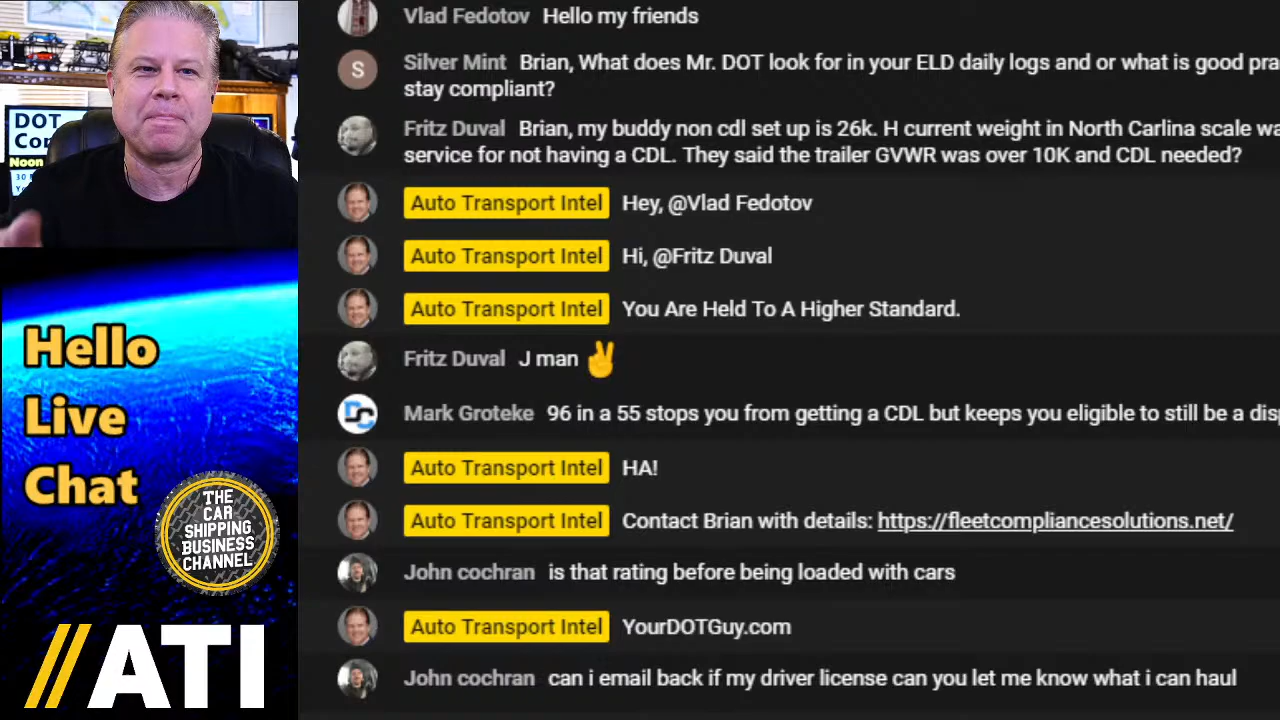 DOT
Noon
Hello
Live
Chat
THE
CAR
SHIPPING
BUSINESS
CHANNEL
//ATI
Vlad Fedotov Hello my friends
S Silver Mint Brian, What does Mr. DOT look for in your ELD daily logs and or what is good
stay compliant?
Fritz Duval Brian, my buddy non cdl set up is 26k. H current weight in North Carlina scale
service for not having a CDL. They said the trailer GVWR was over 10K and CDL needed?
Auto Transport Intel Hey, @Vlad Fedotov
Auto Transport Intel Hi, @Fritz Duval
Auto Transport Intel You Are Held To A Higher Standard.
Fritz Duval J man ✌
DC Mark Groteke 96 in a 55 stops you from getting a CDL but keeps you eligible to still be a
Auto Transport Intel HA!
Auto Transport Intel Contact Brian with details: https://fleetcompliancesolutions.net/
John cochran is that rating before being loaded with cars
Auto Transport Intel YourDOTGuy.com
John cochran can i email back if my driver license can you let me know what i can haul